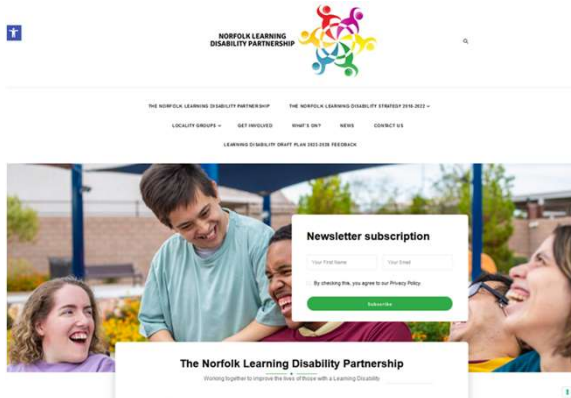 NORFOLK LEARNING
DISABILITY PARTNERSHIP
THE NORFOLK LEARNING DISABILITY PARTNERSHIP THE NORFOLK LEARNING DISABILITY STRATEGY 2018-2022
LOCALITY GROUPS GET INVOLVED WHAT'S ON? NEWS CONTACT US
LEARNING DISABILITY DRAFT PLAN 2023-2028 FEEDBACK
Newsletter subscription
Your First Name Your Email
By checking this, you agree to our Privacy Policy.
Subscribe
The Norfolk Learning Disability Partnership
Working together to improve the lives of those with a Learning Disability